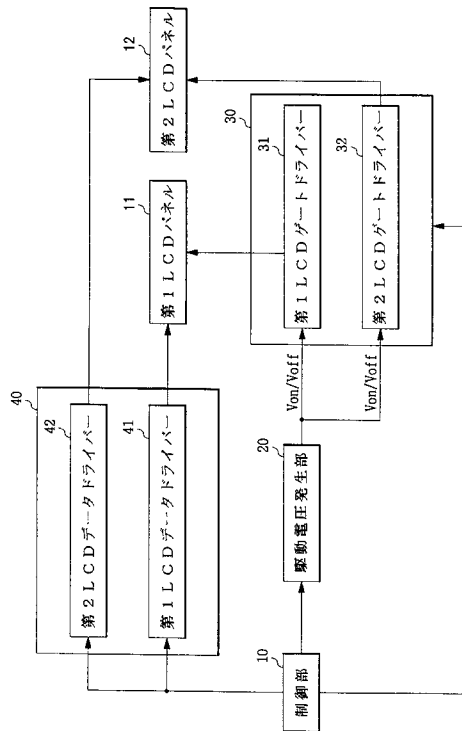 40
42
第2LCDデータドライバー
41
第1LCDデータドライバー
11
第1LCDパネル
12
第2LCDパネル
10
制御部
20
駆動電圧発生部
Von/Voff
Von/Voff
30
31
第1LCDゲートドライバー
32
第2LCDゲートドライバー